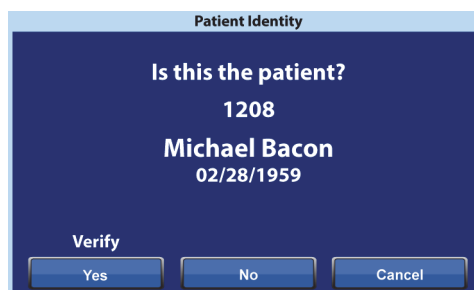 Patient Identity
Is this the patient?
1208
Michael Bacon
02/28/1959
Verify
Yes No Cancel